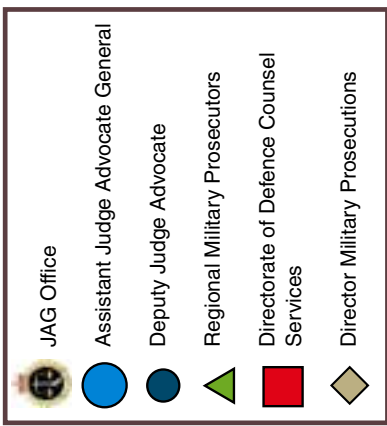 JAG Office
Assistant Judge Advocate General
Deputy Judge Advocate
Regional Military Prosecutors
Directorate of Defence Counsel
Services
Director Military Prosecutions